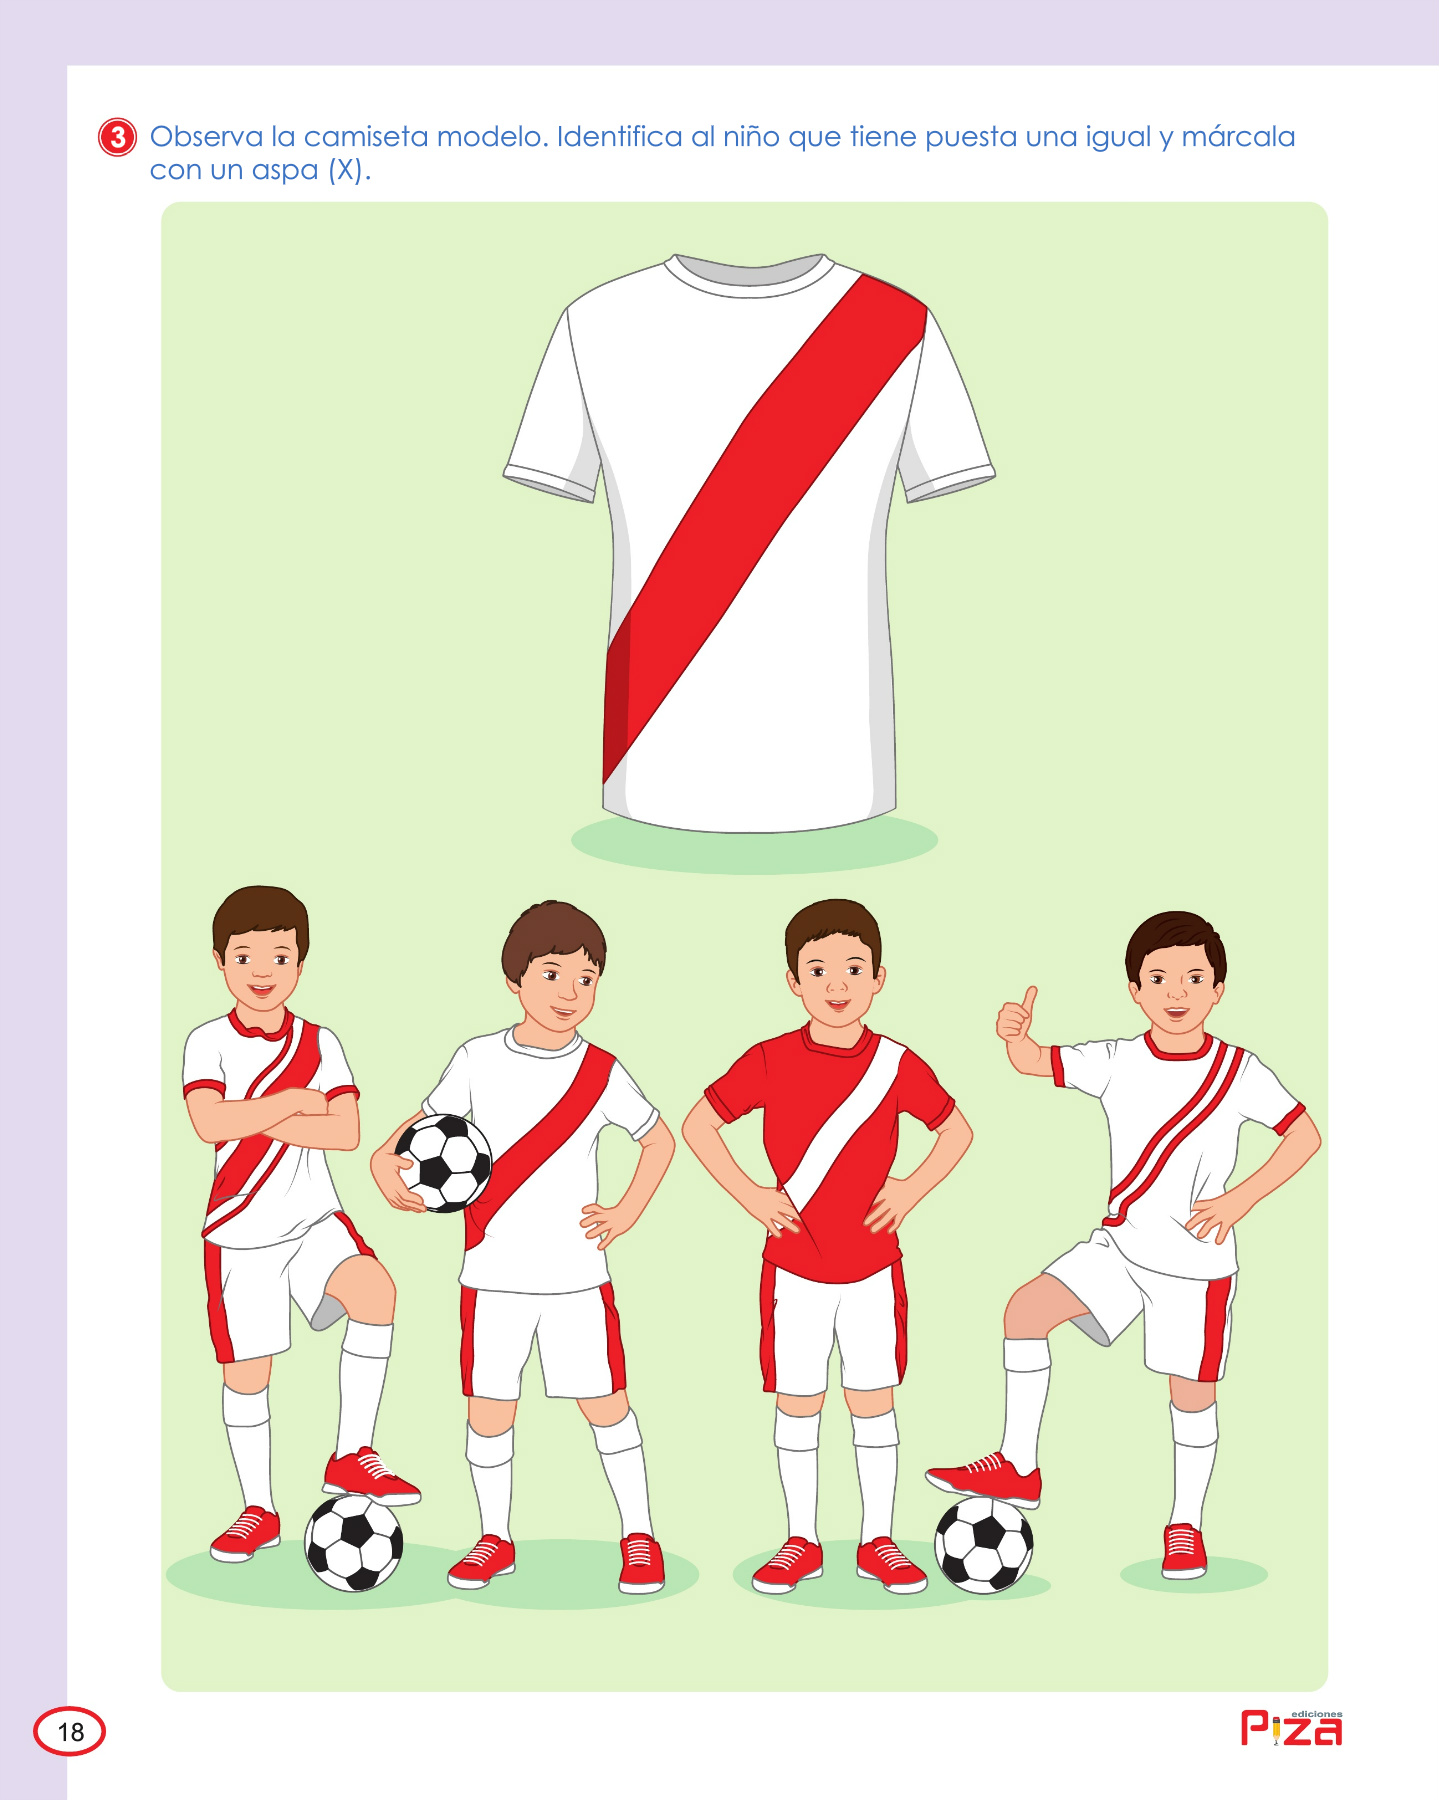 3 Observa la camiseta modelo. Identifica al niño que tiene puesta una igual y márcala
con un aspa (X).
18
ediciones
Piza